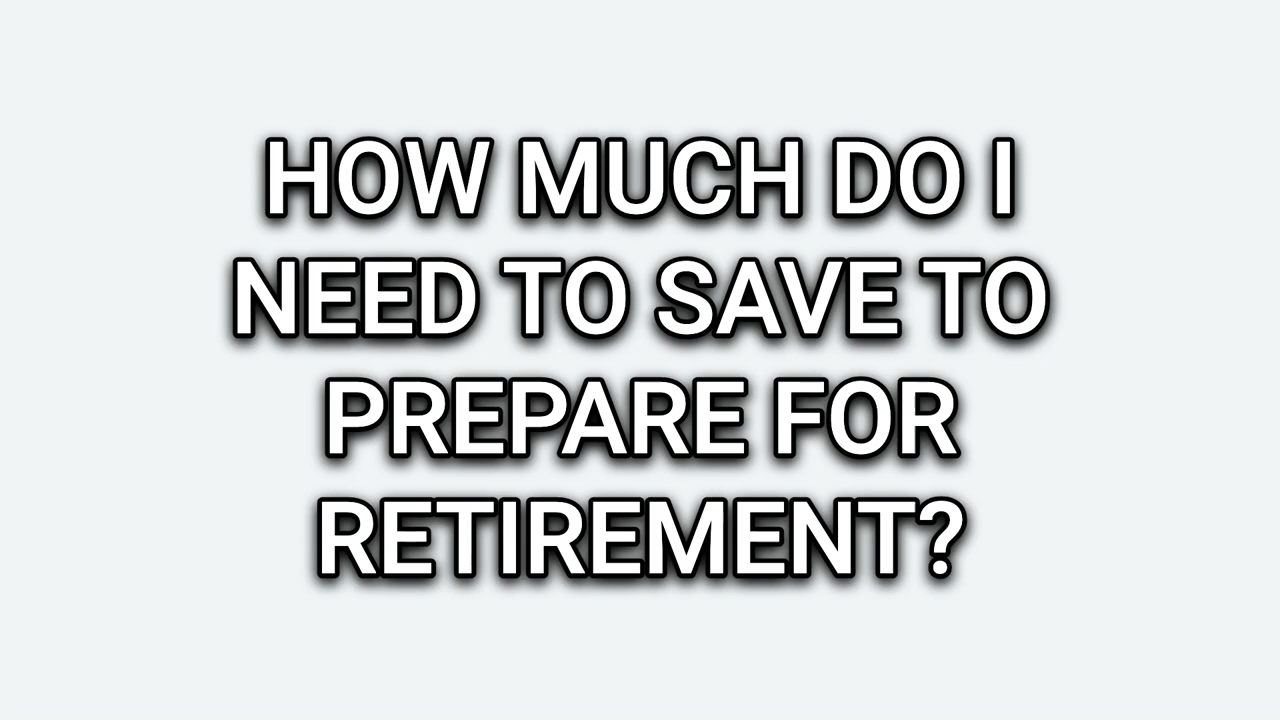 HOW MUCH DO I
NEED TO SAVE TO
PREPARE FOR
RETIREMENT?